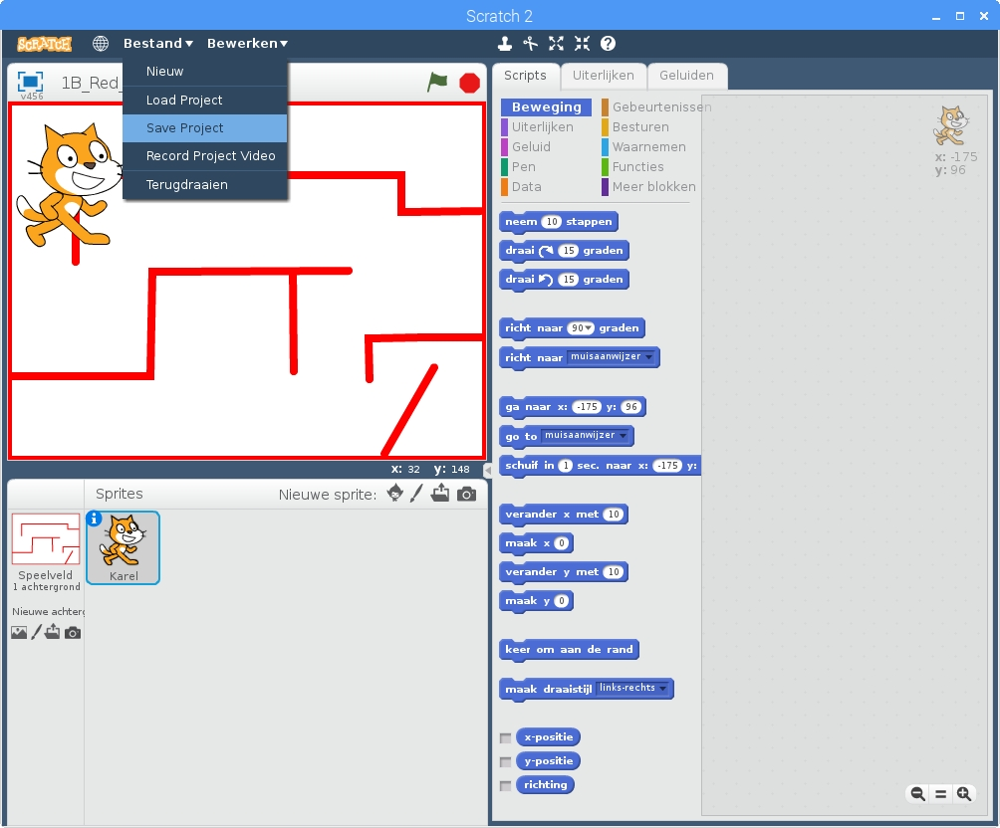 Scratch 2
SCRATCH Bestand Bewerken
Nieuw
Load Project
Save Project
Record Project Video
Terugdraaien
v456
1B_Red_
x: 32 y: 148
Sprites Nieuwe sprite:
Speelveld
1 achtergrond
Karel
Nieuwe achterg
Scripts Uiterlijken Geluiden
Beweging Gebeurtenissen
Uiterlijken Besturen
Geluid Waarnemen
Pen Functies
Data Meer blokken
neem 10 stappen
draai 15 graden
draai 15 graden
richt naar 90 graden
richt naar muisaanwijzer
ga naar x: -175 y: 96
go to muisaanwijzer
schuif in 1 sec. naar x: -175 y:
verander x met 10
maak x 0
verander y met 10
maak y 0
keer om aan de rand
maak draaistijl links-rechts
x-positie
y-positie
richting
x: -175
y: 96